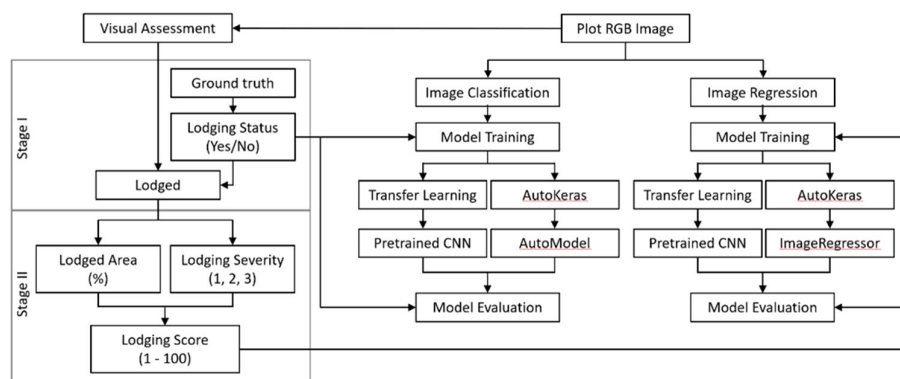 Visual Assessment
Plot RGB Image
Stage I
Ground truth
Lodging Status
(Yes/No)
Lodged
Stage II
Lodged Area
(%)
Lodging Severity
(1, 2, 3)
Lodging Score
(1 - 100)
Image Classification
Model Training
Transfer Learning
AutoKeras
Pretrained CNN
AutoModel
Model Evaluation
Image Regression
Model Training
Transfer Learning
AutoKeras
Pretrained CNN
ImageRegressor
Model Evaluation